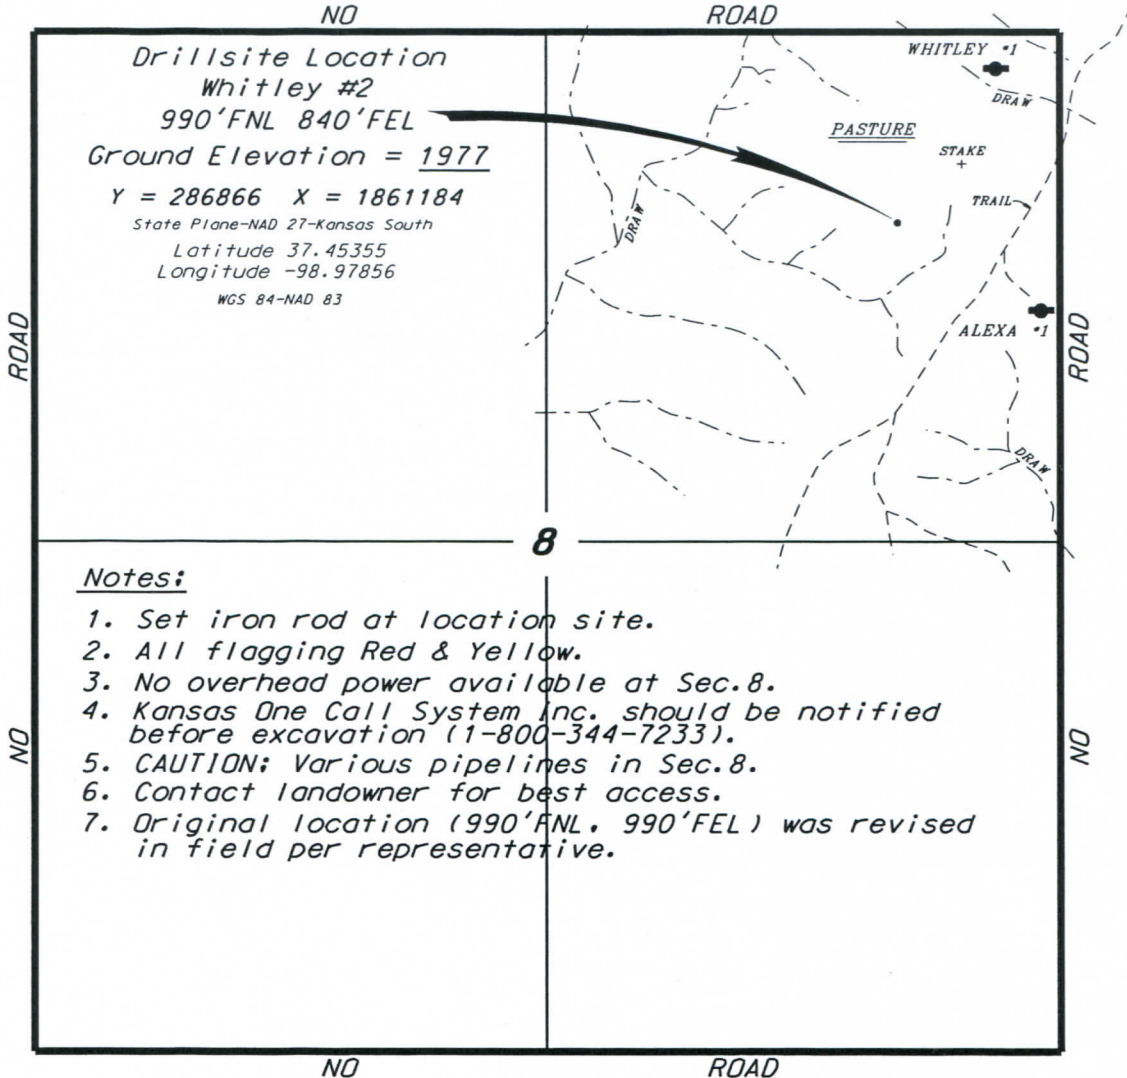 NO ROAD
Drillsite Location
Whitley #2
990'FNL 840'FEL
Ground Elevation = 1977
Y = 286866 X = 1861184
State Plane-NAD 27-Kansas South
Latitude 37.45355
Longitude -98.97856
WGS 84-NAD 83
WHITLEY #1
DRAW
PASTURE
STAKE
TRAIL
DRAW
ALEXA #1
DRAW
ROAD
ROAD
8
Notes:
1. Set iron rod at location site.
2. All flagging Red & Yellow.
3. No overhead power available at Sec.8.
4. Kansas One Call System Inc. should be notified
before excavation (1-800-344-7233).
5. CAUTION: Various pipelines in Sec.8.
6. Contact landowner for best access.
7. Original location (990'FNL, 990'FEL) was revised
in field per representative.
NO
NO
NO ROAD